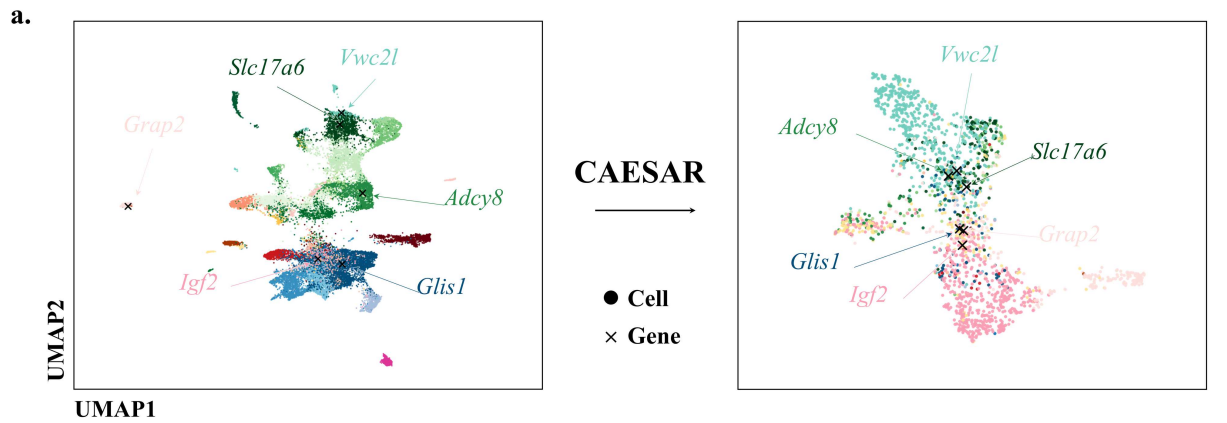 a.
Vwc2l
Slc17a6
Grap2
Adcy8
Igf2
Glis1
UMAP2
UMAP1
CAESAR
Cell
× Gene
Vwc2l
Adcy8
Slc17a6
Grap2
Glis1
Igf2